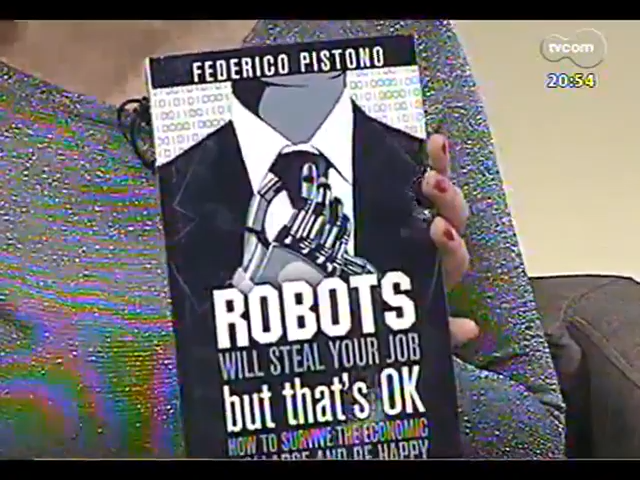 tvcom
20:54
FEDERICO PISTONO
ROBOTS
WILL STEAL YOUR JOB
but that's OK
HOW TO SURVIVE THE ECONOMIC
AND BE HAPPY